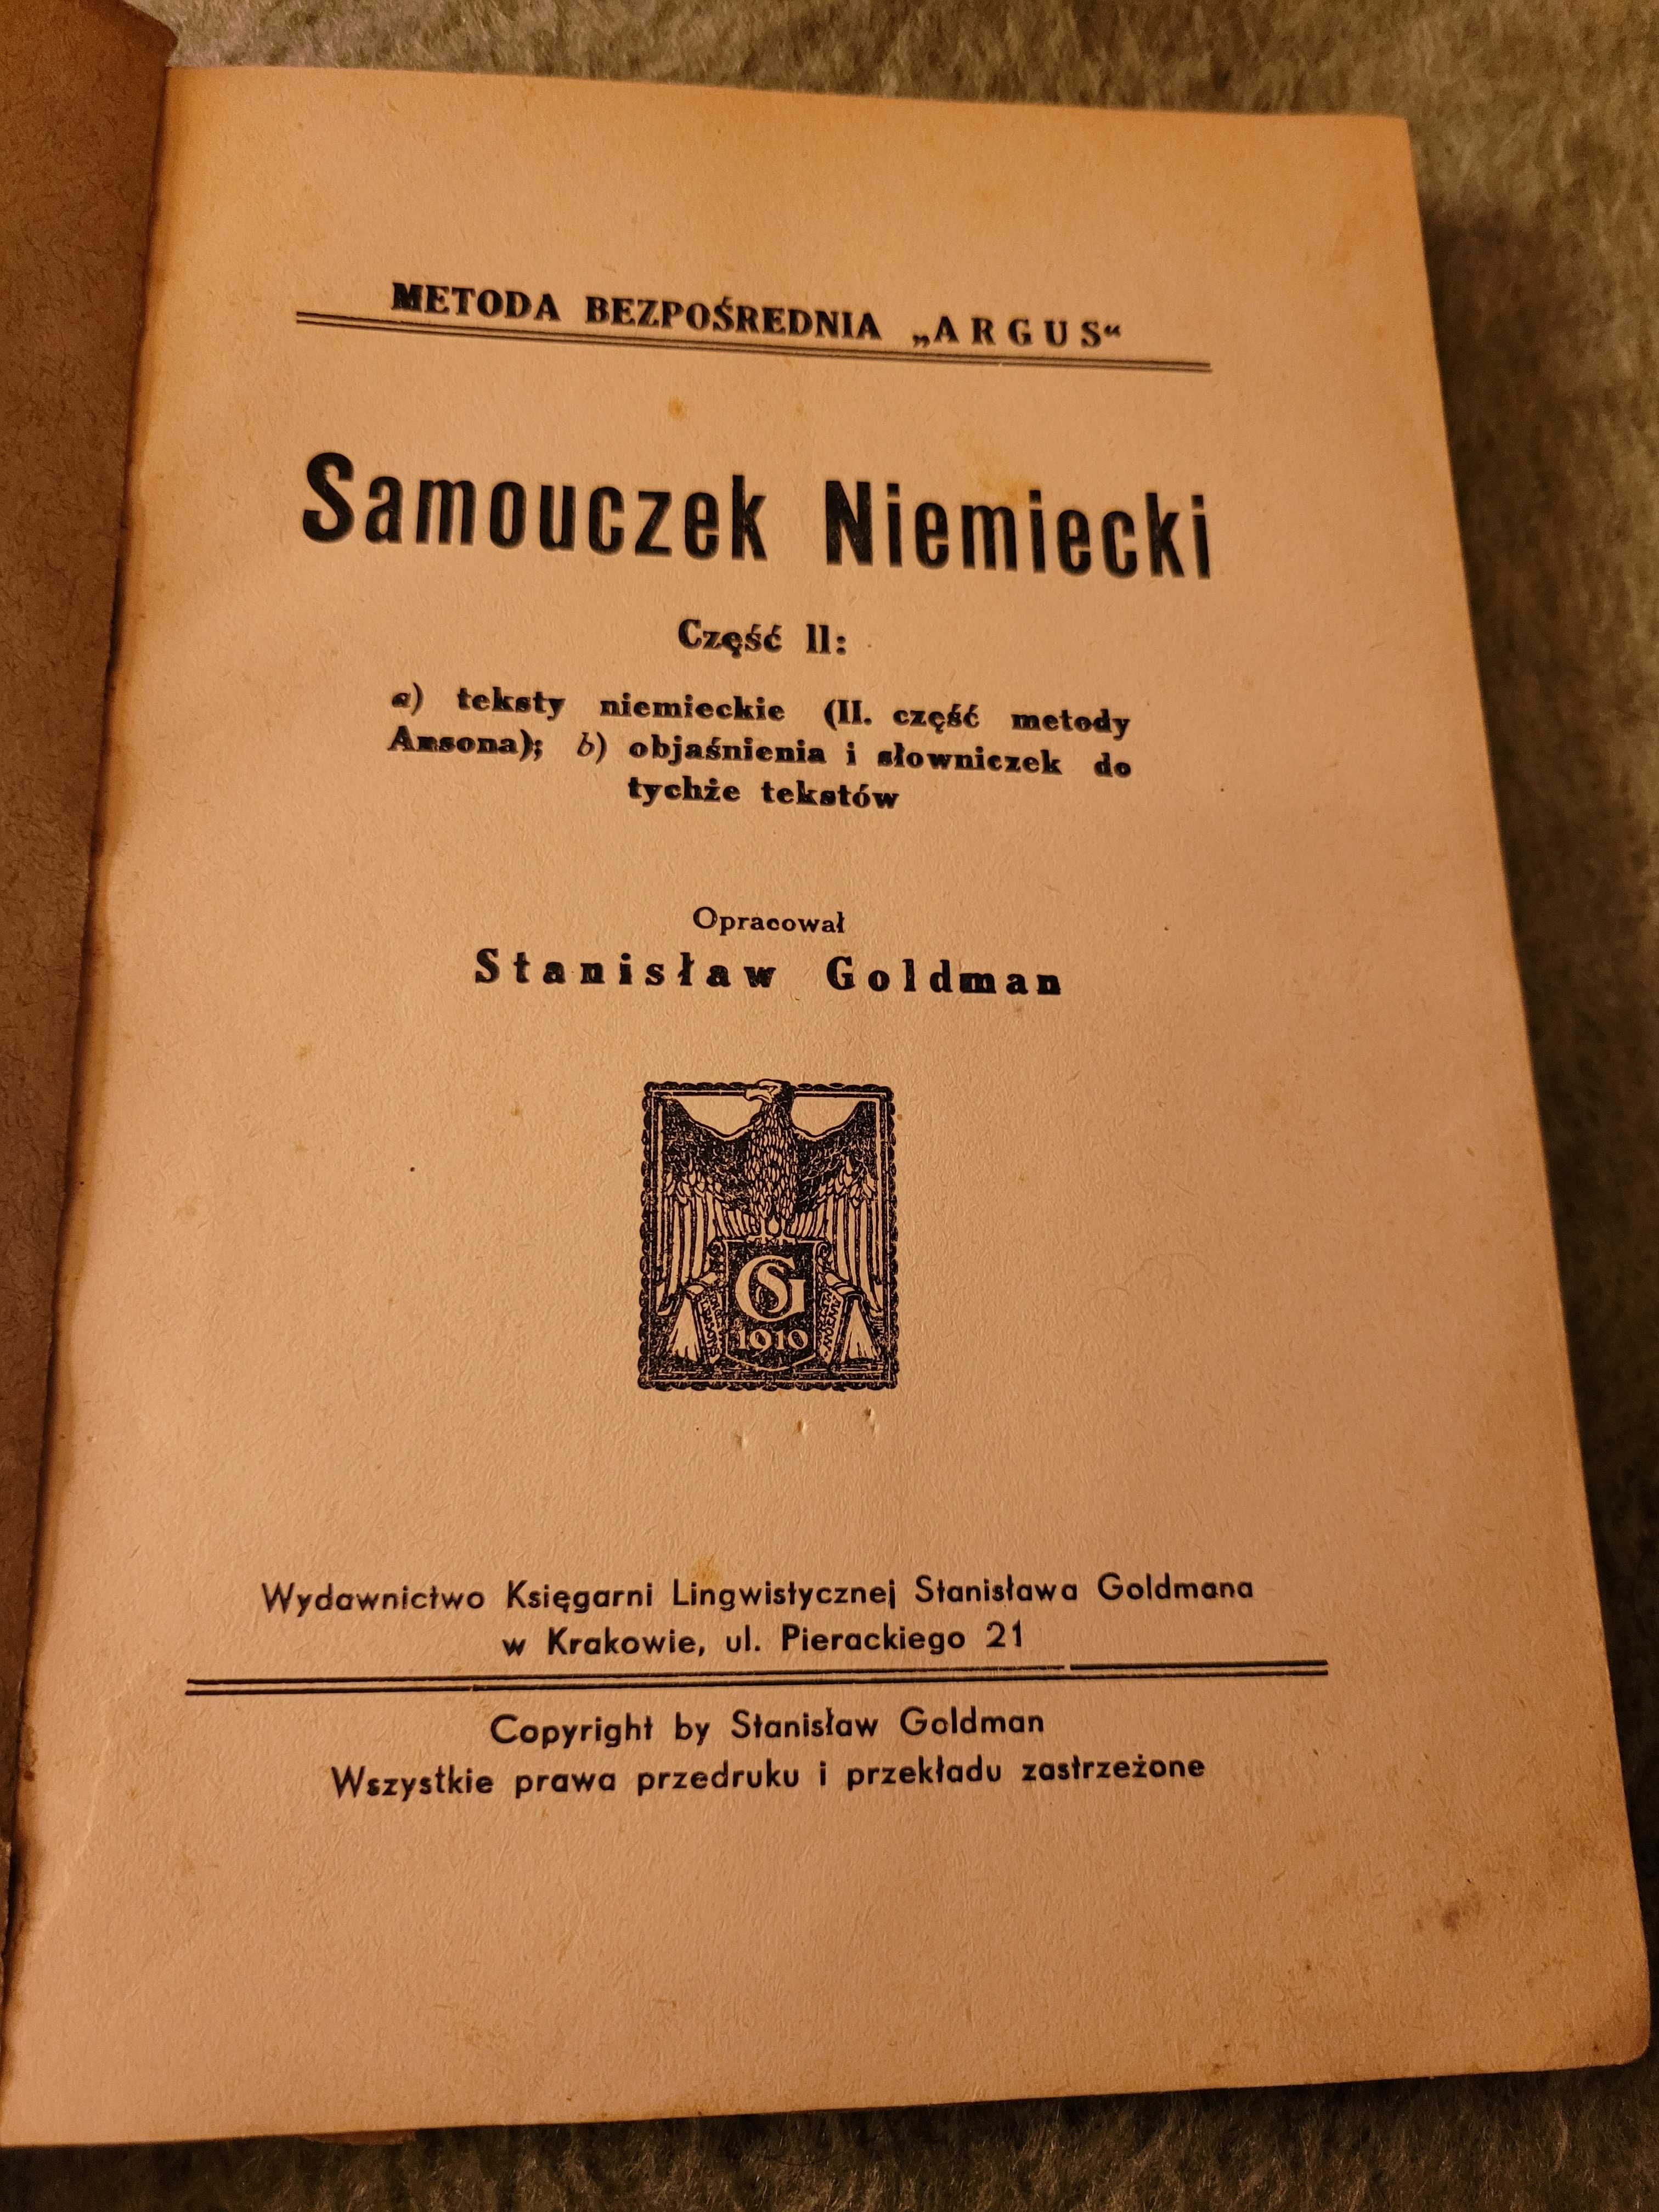 METODA BEZPOŚREDNIA „ARGUS“
Samouczek Niemiecki
Część II:
a) teksty niemieckie (II. część metody
Ansona); b) objaśnienia i słowniczek do
tychże tekstów
Opracował
Stanisław Goldman
SG
1910
Wydawnictwo Księgarni Lingwistycznej Stanisława Goldmana
w Krakowie, ul. Pierackiego 21
Copyright by Stanisław Goldman
Wszystkie prawa przedruku i przekładu zastrzeżone